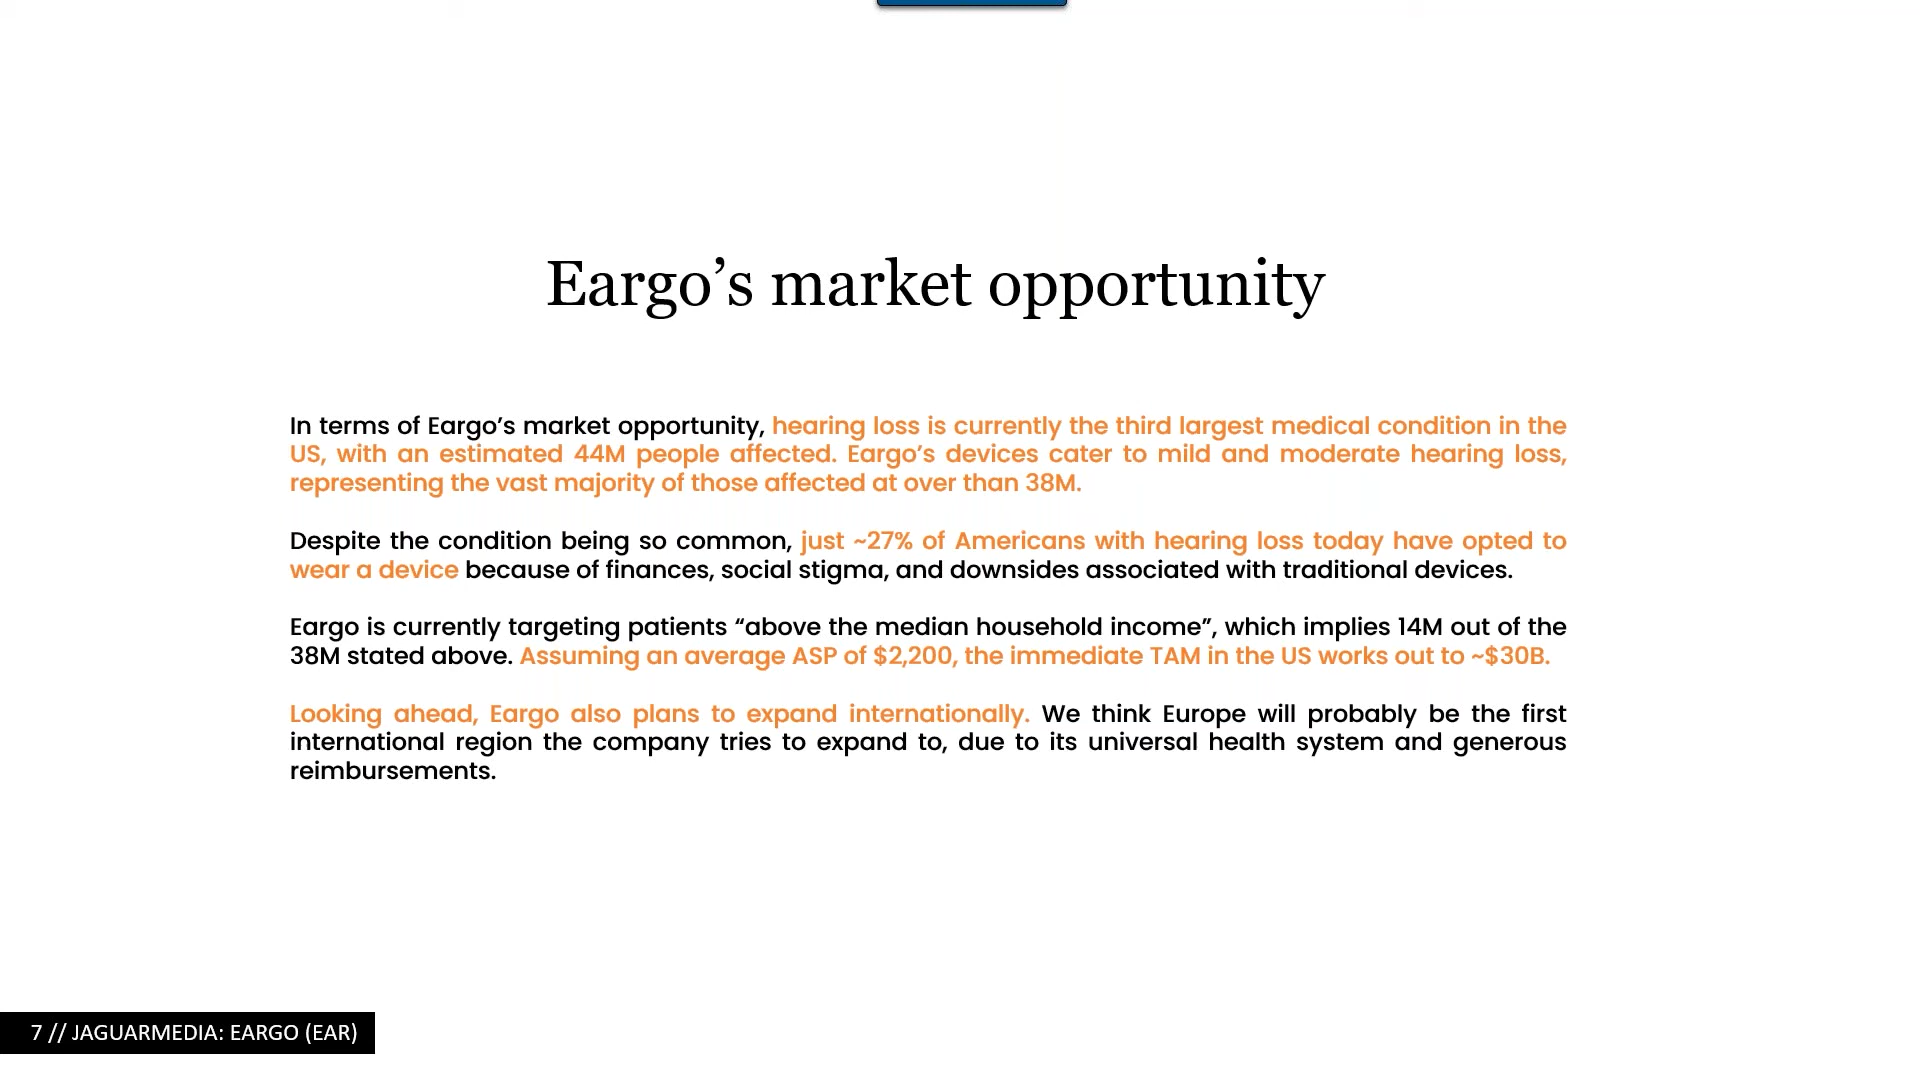 Eargo’s market opportunity
In terms of Eargo’s market opportunity, hearing loss is currently the third largest medical condition in the
US, with an estimated 44M people affected. Eargo’s devices cater to mild and moderate hearing loss,
representing the vast majority of those affected at over than 38M.
Despite the condition being so common, just ~27% of Americans with hearing loss today have opted to
wear a device because of finances, social stigma, and downsides associated with traditional devices.
Eargo is currently targeting patients “above the median household income”, which implies 14M out of the
38M stated above. Assuming an average ASP of $2,200, the immediate TAM in the US works out to ~$30B.
Looking ahead, Eargo also plans to expand internationally. We think Europe will probably be the first
international region the company tries to expand to, due to its universal health system and generous
reimbursements.
7 // JAGUARMEDIA: EARGO (EAR)